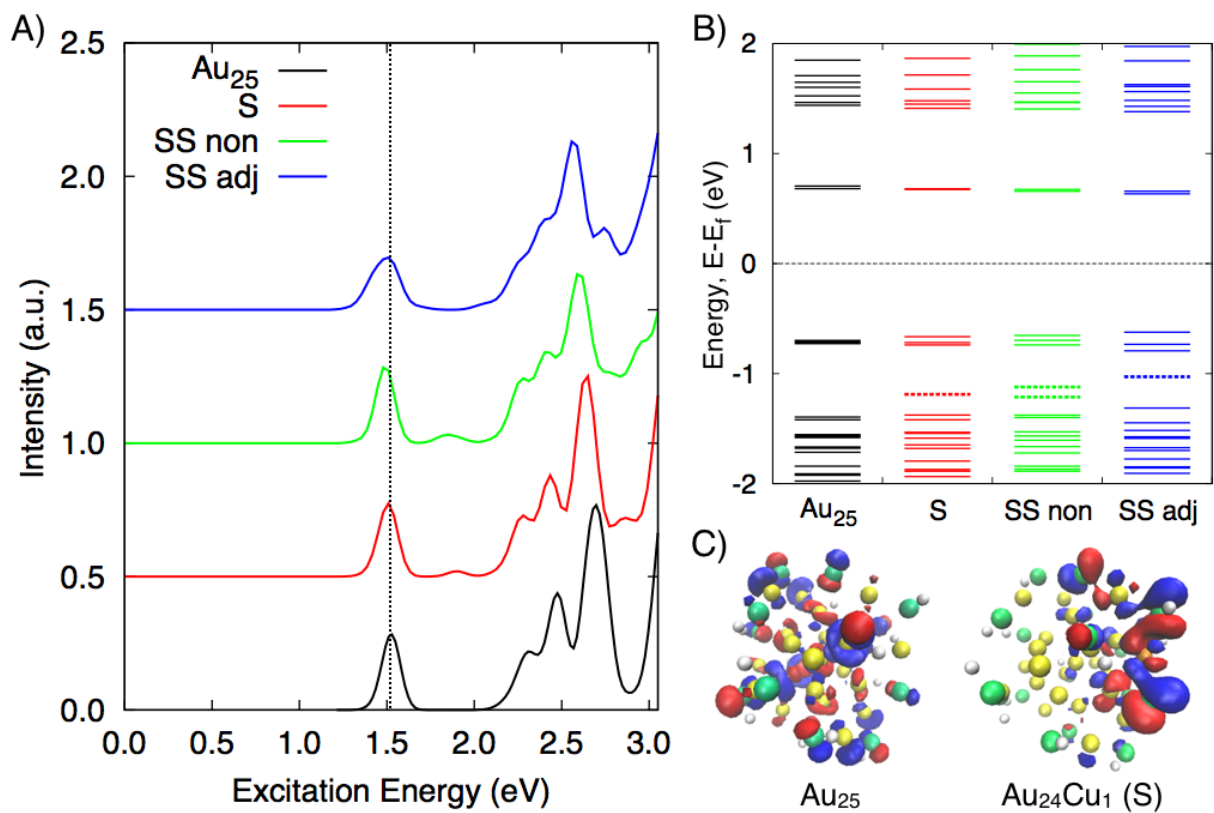 A)
2.5
2.0
1.5
1.0
0.5
0.0
Intensity (a.u.)
Au₂₅
S
SS non
SS adj
0.0 0.5 1.0 1.5 2.0 2.5 3.0
Excitation Energy (eV)
B)
2
1
0
-1
-2
Energy, E-E_f (eV)
Au₂₅ S SS non SS adj
C)
Au₂₅ Au₂₄Cu₁ (S)